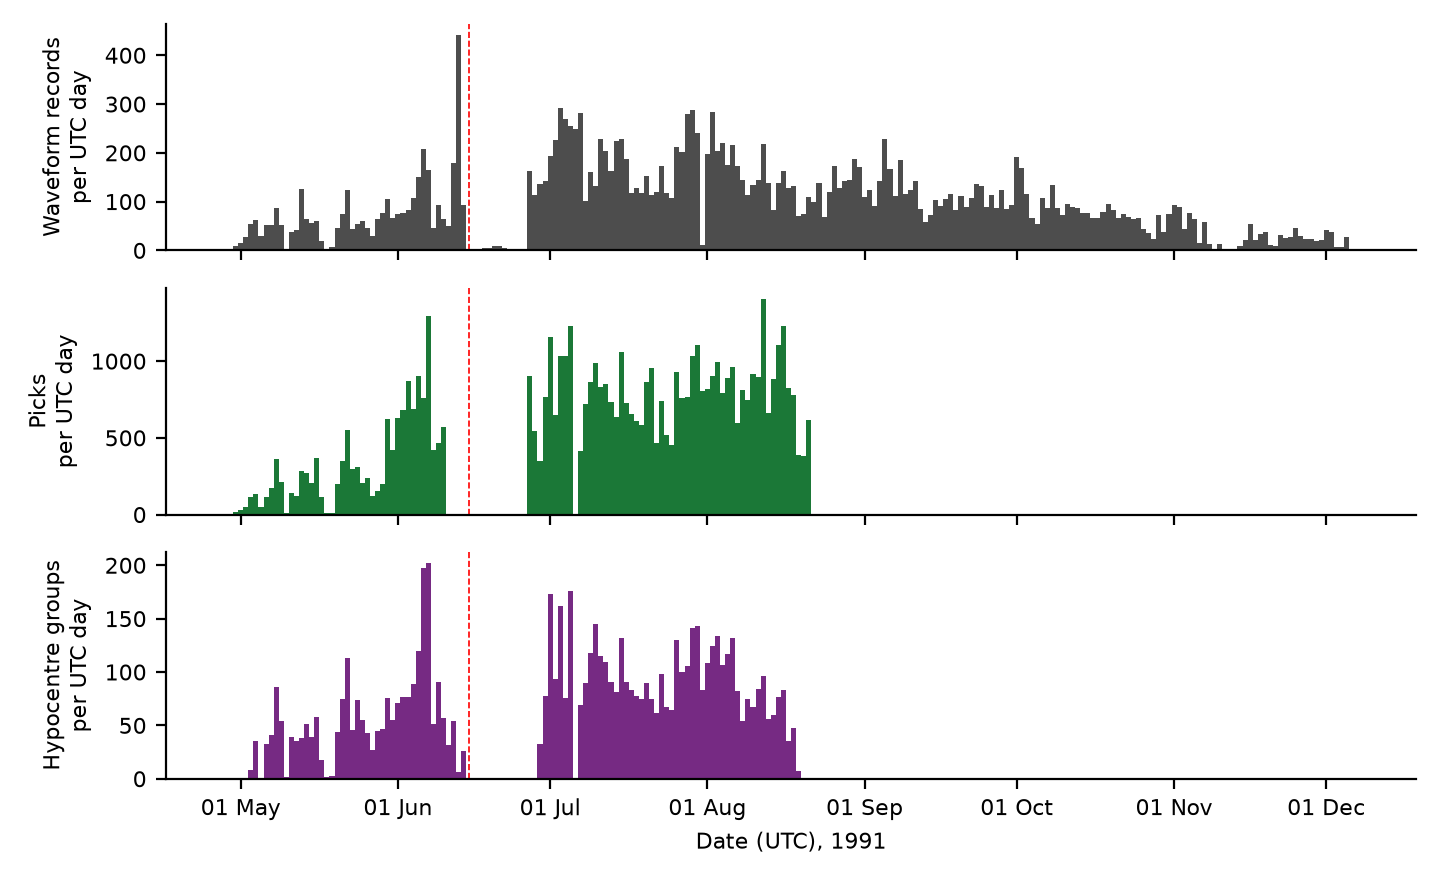 Waveform records
per UTC day
400
300
200
100
0
Picks
per UTC day
1000
500
0
Hypocentre groups
per UTC day
200
150
100
50
0
01 May 01 Jun 01 Jul 01 Aug 01 Sep 01 Oct 01 Nov 01 Dec
Date (UTC), 1991